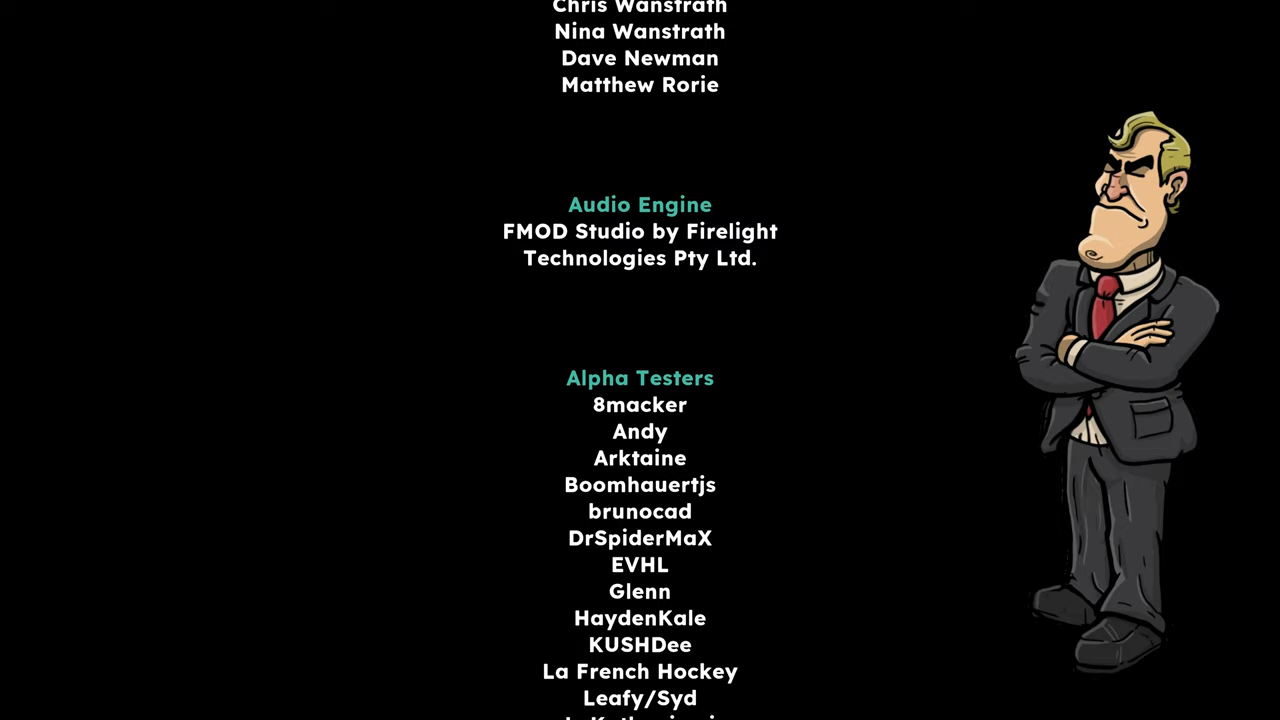 Chris Wanstrath
Nina Wanstrath
Dave Newman
Matthew Rorie
Audio Engine
FMOD Studio by Firelight
Technologies Pty Ltd.
Alpha Testers
8macker
Andy
Arktaine
Boomhauertjs
brunocad
DrSpiderMaX
EVHL
Glenn
HaydenKale
KUSHDee
La French Hockey
Leafy/Syd